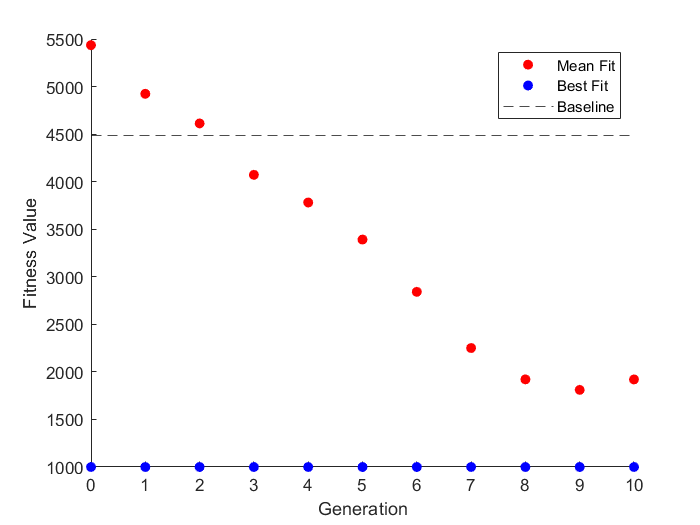 5500
5000
4500
4000
3500
3000
2500
2000
1500
1000
Fitness Value
Mean Fit
Best Fit
Baseline
0 1 2 3 4 5 6 7 8 9 10
Generation